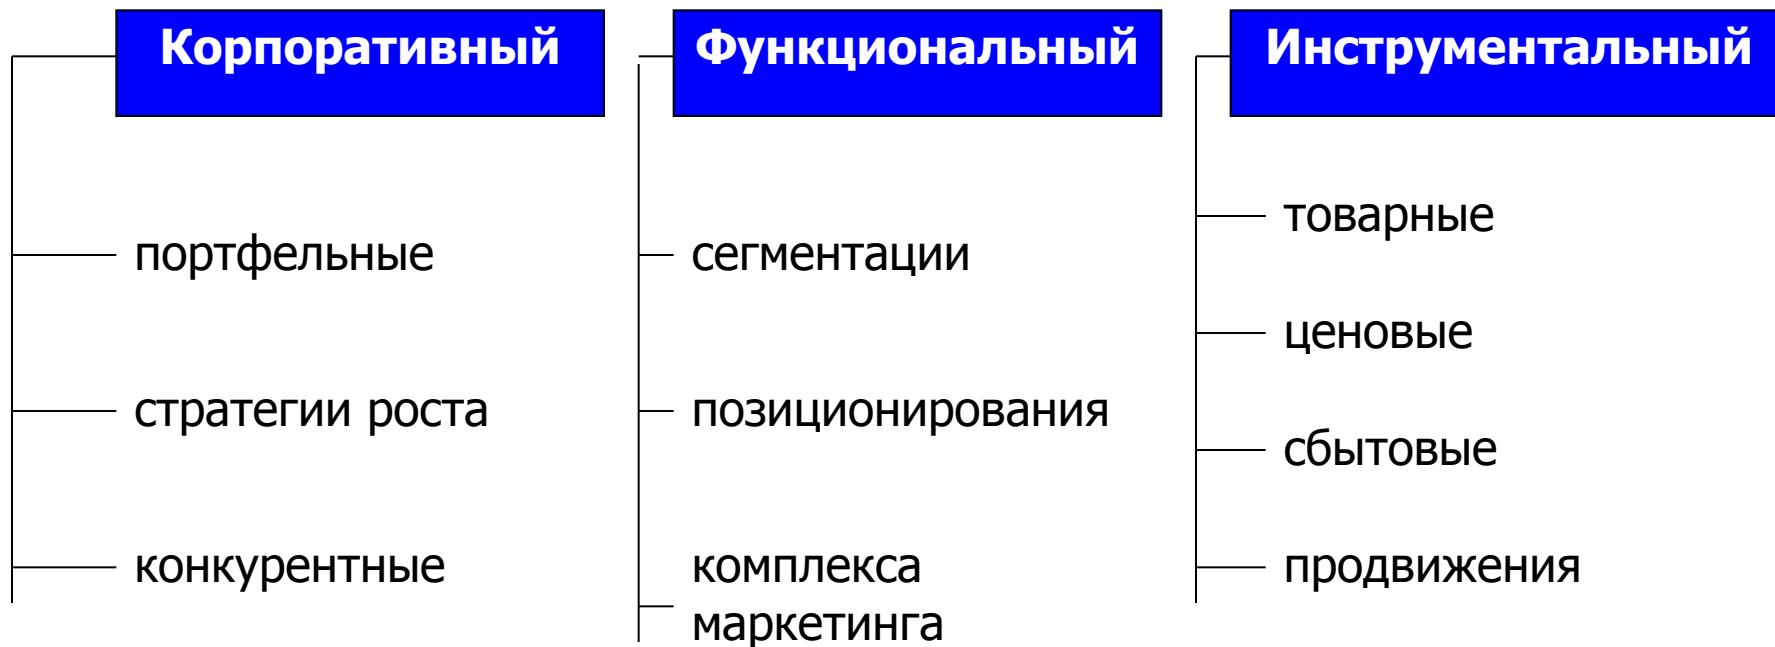 Корпоративный
портфельные
стратегии роста
конкурентные
Функциональный
сегментации
позиционирования
комплекса
маркетинга
Инструментальный
товарные
ценовые
сбытовые
продвижения